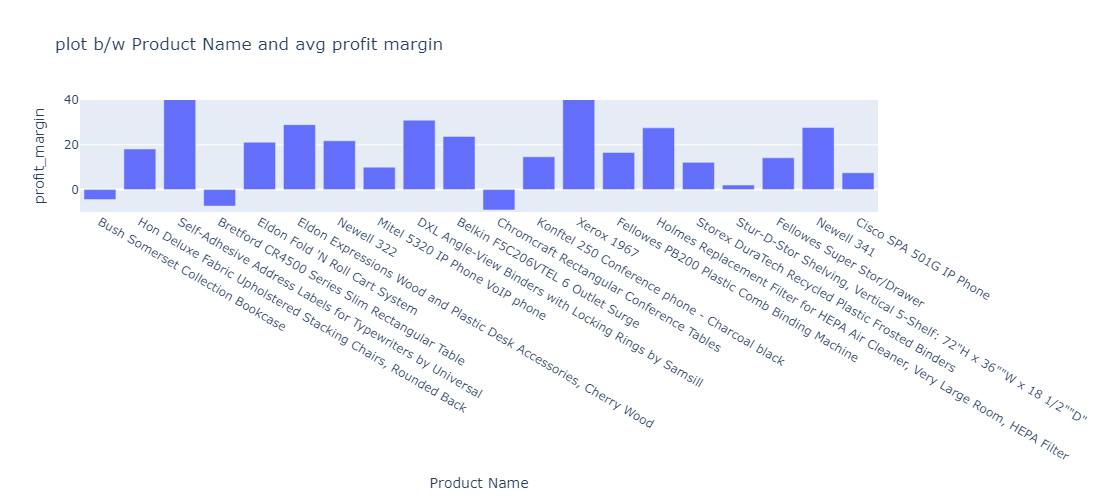 plot b/w Product Name and avg profit margin
profit_margin
40
20
0
Bush Somerset Collection Bookcase
Hon Deluxe Fabric Upholstered Stacking Chairs, Rounded Back
Self-Adhesive Address Labels for Typewriters by Universal
Bretford CR4500 Series Slim Rectangular Table
Eldon Fold 'N Roll Cart System
Eldon Expressions Wood and Plastic Desk Accessories, Cherry Wood
Newell 322
Mitel 5320 IP Phone VoIP phone
DXL Angle-View Binders with Locking Rings by Samsill
Belkin F5C206VTEL 6 Outlet Surge
Chromcraft Rectangular Conference Tables
Konftel 250 Conference phone - Charcoal black
Xerox 1967
Fellowes PB200 Plastic Comb Binding Machine
Holmes Replacement Filter for HEPA Air Cleaner, Very Large Room, HEPA Filter
Storex DuraTech Recycled Plastic Frosted Binders
Stur-D-Stor Shelving, Vertical 5-Shelf: 72"H x 36""W x 18 1/2""D"
Fellowes Super Stor/Drawer
Newell 341
Cisco SPA 501G IP Phone
Product Name